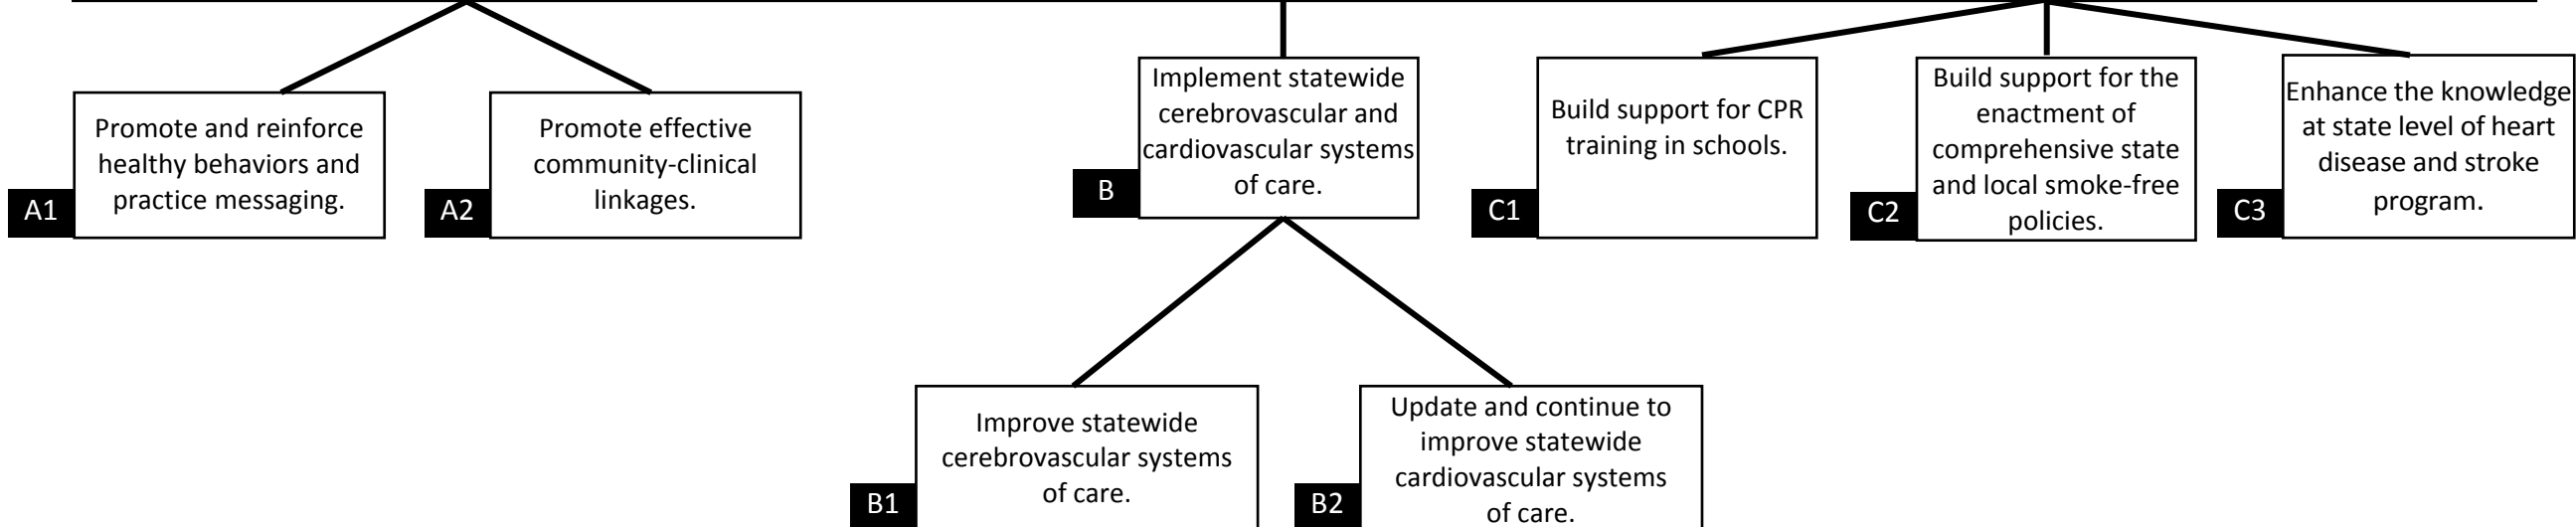 Promote and reinforce
healthy behaviors and
practice messaging.
A1
Promote effective
community-clinical
linkages.
A2
Implement statewide
cerebrovascular and
cardiovascular systems
of care.
B
Build support for CPR
training in schools.
C1
Build support for the
enactment of
comprehensive state
and local smoke-free
policies.
C2
Enhance the knowledge
at state level of heart
disease and stroke
program.
C3
Improve statewide
cerebrovascular systems
of care.
B1
Update and continue to
improve statewide
cardiovascular systems
of care.
B2